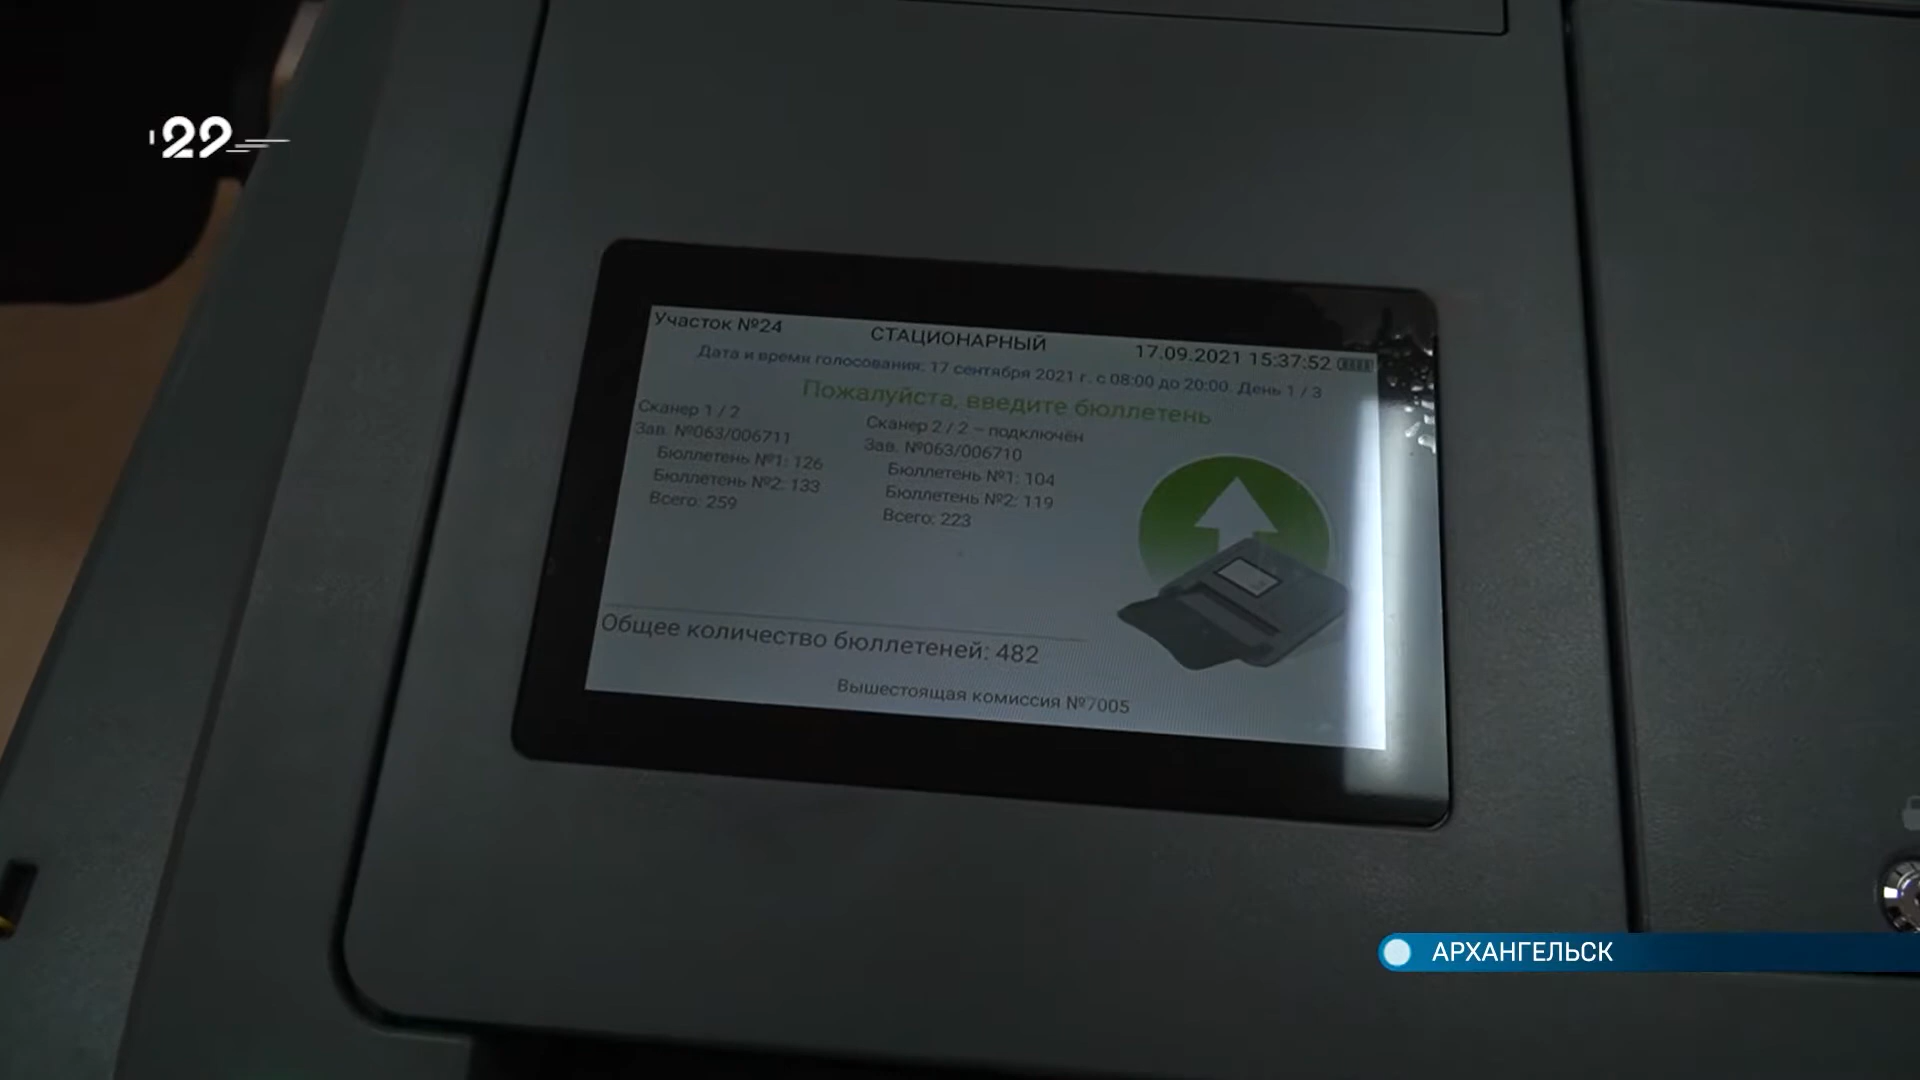 29
Участок №24
СТАЦИОНАРНЫЙ
17.09.2021 15:37:52
Дата и время голосования: 17 сентября 2021 г. с 08:00 до 20:00. День 1 / 3
Пожалуйста, введите бюллетень
Сканер 1 / 2
Зав. №063/006711
Бюллетень №1: 126
Бюллетень №2: 133
Всего: 259
Сканер 2 / 2 – подключён
Зав. №063/006710
Бюллетень №1: 104
Бюллетень №2: 119
Всего: 223
Общее количество бюллетеней: 482
Вышестоящая комиссия №7005
АРХАНГЕЛЬСК